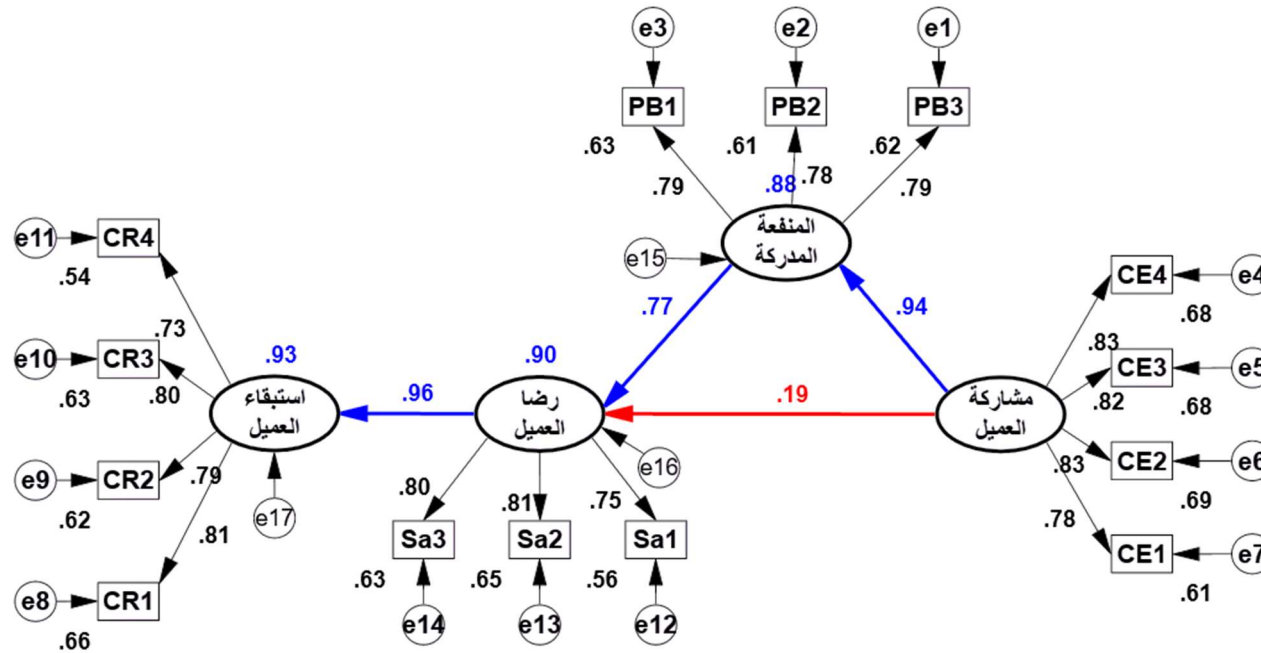 e3 e2 e1
PB1 PB2 PB3
.63 .61 .62
.79 .88 .78 .79
المنفعة
المدركة
e15
.77 .94
e11 CR4
.54
.73
e10 CR3
.63 .80
.93
استبقاء
العميل
e9 CR2
.62 .79
e17
.81
e8 CR1
.66
.96
.90
رضا
العميل
e16
.19
.80 .81 .75
Sa3 Sa2 Sa1
.63 .65 .56
e14 e13 e12
مشاركة
العميل
CE4 e4
.83 .68
CE3 e5
.82 .68
CE2 e6
.83 .69
.78
CE1 e7
.61